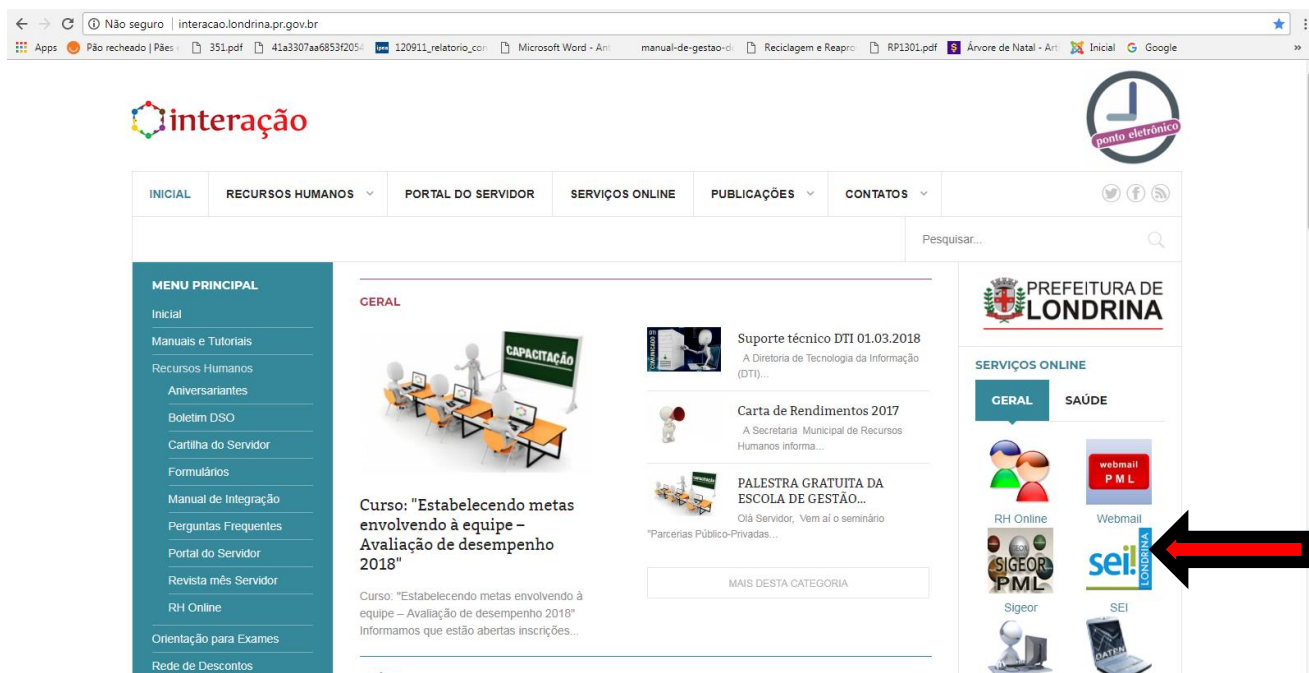 Não seguro | interacao.londrina.pr.gov.br
Apps Pão recheado | Pães 351.pdf 41a3307aa6853f2054 120911_relatorio_con Microsoft Word - An manual-de-gestao-d Reciclagem e Reapro RP1301.pdf Árvore de Natal - Art Inicial Google
interação
ponto eletrônico
INICIAL RECURSOS HUMANOS PORTAL DO SERVIDOR SERVIÇOS ONLINE PUBLICAÇÕES CONTATOS
Pesquisar...
MENU PRINCIPAL
Inicial
Manuais e Tutoriais
Recursos Humanos
Aniversariantes
Boletim DSO
Cartilha do Servidor
Formulários
Manual de Integração
Perguntas Frequentes
Portal do Servidor
Revista mês Servidor
RH Online
Orientação para Exames
Rede de Descontos
GERAL
CAPACITAÇÃO
Curso: "Estabelecendo metas
envolvendo à equipe –
Avaliação de desempenho
2018"
Curso: "Estabelecendo metas envolvendo à
equipe – Avaliação de desempenho 2018"
Informamos que estão abertas inscrições...
COMUNICADO DTI
Suporte técnico DTI 01.03.2018
A Diretoria de Tecnologia da Informação
(DTI)...
Carta de Rendimentos 2017
A Secretaria Municipal de Recursos
Humanos informa...
PALESTRA GRATUITA DA
ESCOLA DE GESTÃO...
Olá Servidor, Vem aí o seminário
"Parcerias Público-Privadas...
MAIS DESTA CATEGORIA
PREFEITURA DE
LONDRINA
SERVIÇOS ONLINE
GERAL SAÚDE
webmail
PML
RH Online Webmail
SIGEOR
PML
sei!
LONDRINA
Sigeor SEI